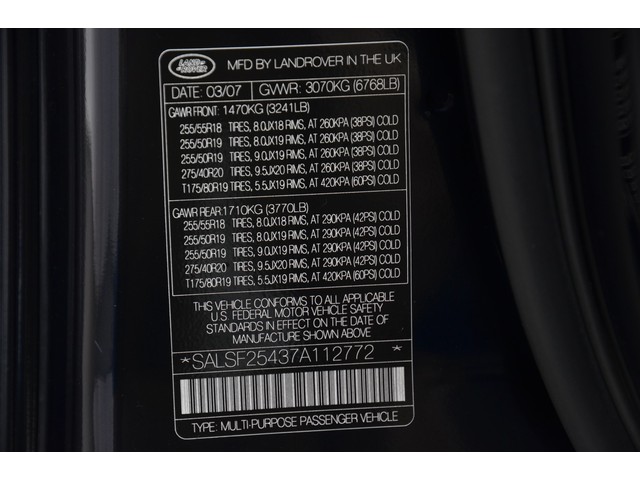 LAND ROVER
MFD BY LANDROVER IN THE UK
DATE: 03/07 GVWR: 3070KG (6768LB)
GAWR FRONT: 1470KG (3241LB)
255/55R18 TIRES, 8.0JX18 RIMS, AT 260KPA (38PSI) COLD
255/50R19 TIRES, 8.0JX19 RIMS, AT 260KPA (38PSI) COLD
255/50R19 TIRES, 9.0JX19 RIMS, AT 260KPA (38PSI) COLD
275/40R20 TIRES, 9.5JX20 RIMS, AT 260KPA (38PSI) COLD
T175/80R19 TIRES, 5.5JX19 RIMS, AT 420KPA (60PSI) COLD
GAWR REAR: 1710KG (3770LB)
255/55R18 TIRES, 8.0JX18 RIMS, AT 290KPA (42PSI) COLD
255/50R19 TIRES, 8.0JX19 RIMS, AT 290KPA (42PSI) COLD
255/50R19 TIRES, 9.0JX19 RIMS, AT 290KPA (42PSI) COLD
275/40R20 TIRES, 9.5JX20 RIMS, AT 290KPA (42PSI) COLD
T175/80R19 TIRES, 5.5JX19 RIMS, AT 420KPA (60PSI) COLD
THIS VEHICLE CONFORMS TO ALL APPLICABLE
U.S. FEDERAL MOTOR VEHICLE SAFETY
STANDARDS IN EFFECT ON THE DATE
OF MANUFACTURE SHOWN ABOVE.
*SALSF25437A112772*
TYPE: MULTI-PURPOSE PASSENGER VEHICLE